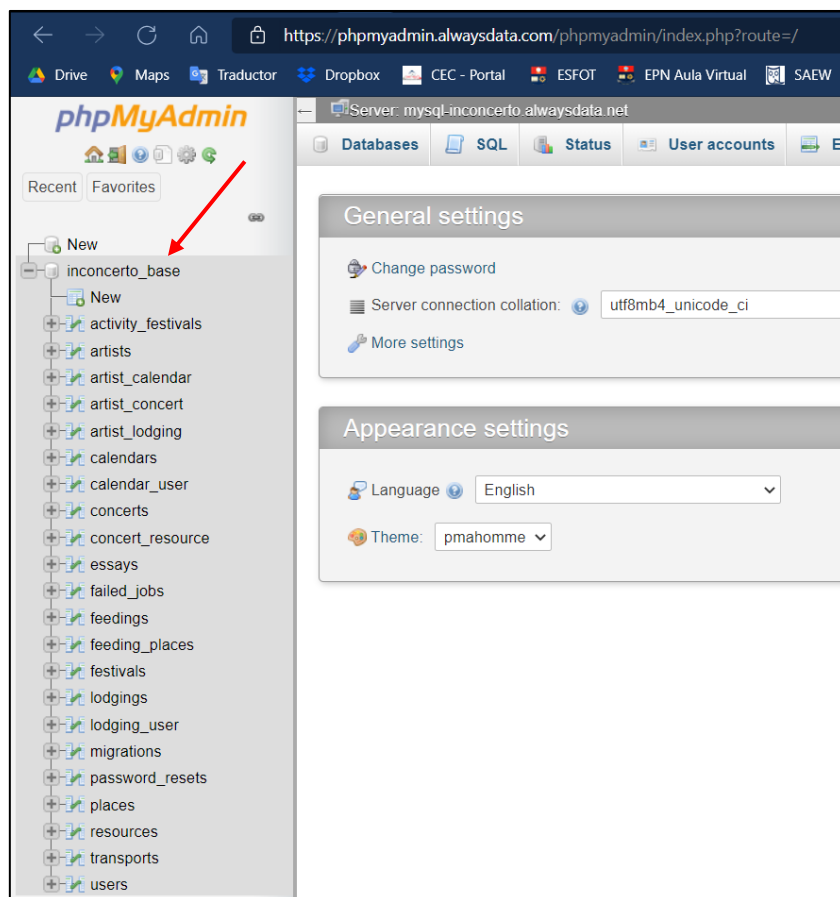 https://phpmyadmin.alwaysdata.com/phpmyadmin/index.php?route=/
Drive Maps Traductor Dropbox CEC - Portal ESFOT EPN Aula Virtual SAEW
phpMyAdmin
Recent Favorites
New
inconcerto_base
New
activity_festivals
artists
artist_calendar
artist_concert
artist_lodging
calendars
calendar_user
concerts
concert_resource
essays
failed_jobs
feedings
feeding_places
festivals
lodgings
lodging_user
migrations
password_resets
places
resources
transports
users
Server: mysql-inconcerto.alwaysdata.net
Databases SQL Status User accounts E
General settings
Change password
Server connection collation: utf8mb4_unicode_ci
More settings
Appearance settings
Language English
Theme: pmahomme